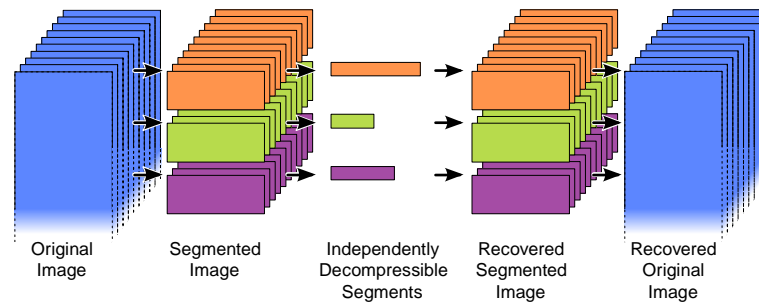 Original
Image
Segmented
Image
Independently
Decompressible
Segments
Recovered
Segmented
Image
Recovered
Original
Image